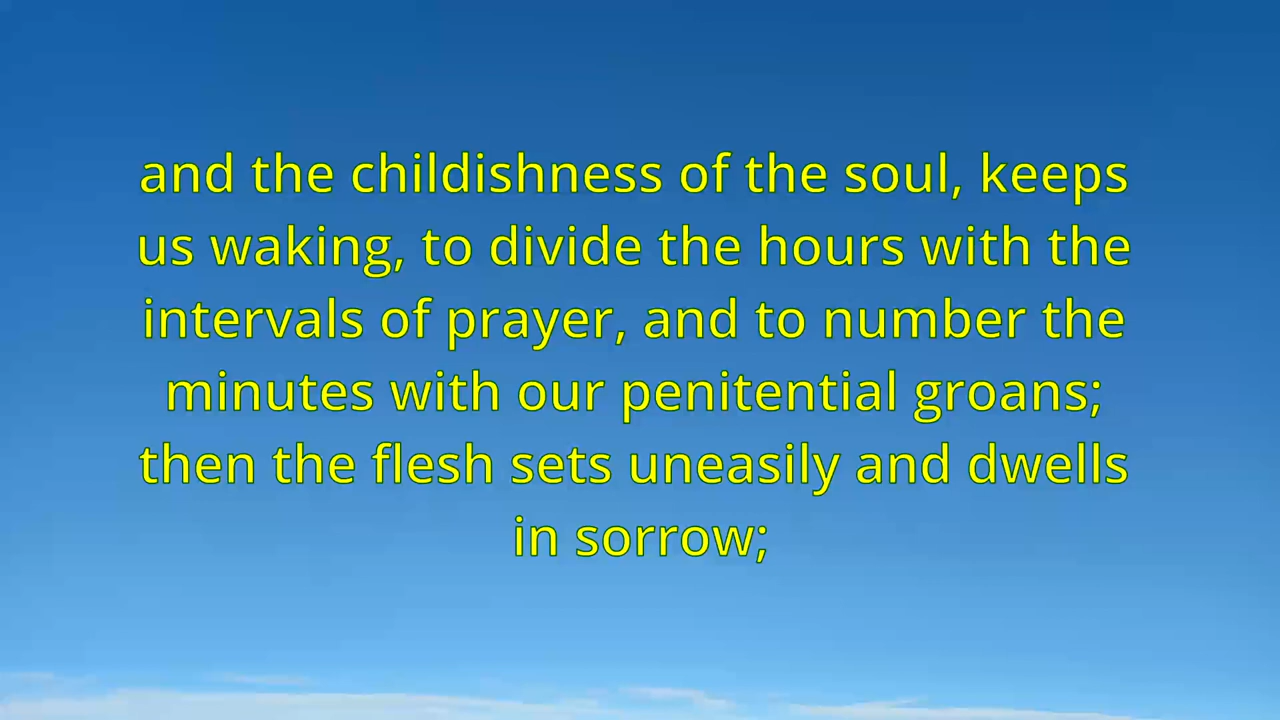 and the childishness of the soul, keeps
us waking, to divide the hours with the
intervals of prayer, and to number the
minutes with our penitential groans;
then the flesh sets uneasily and dwells
in sorrow;